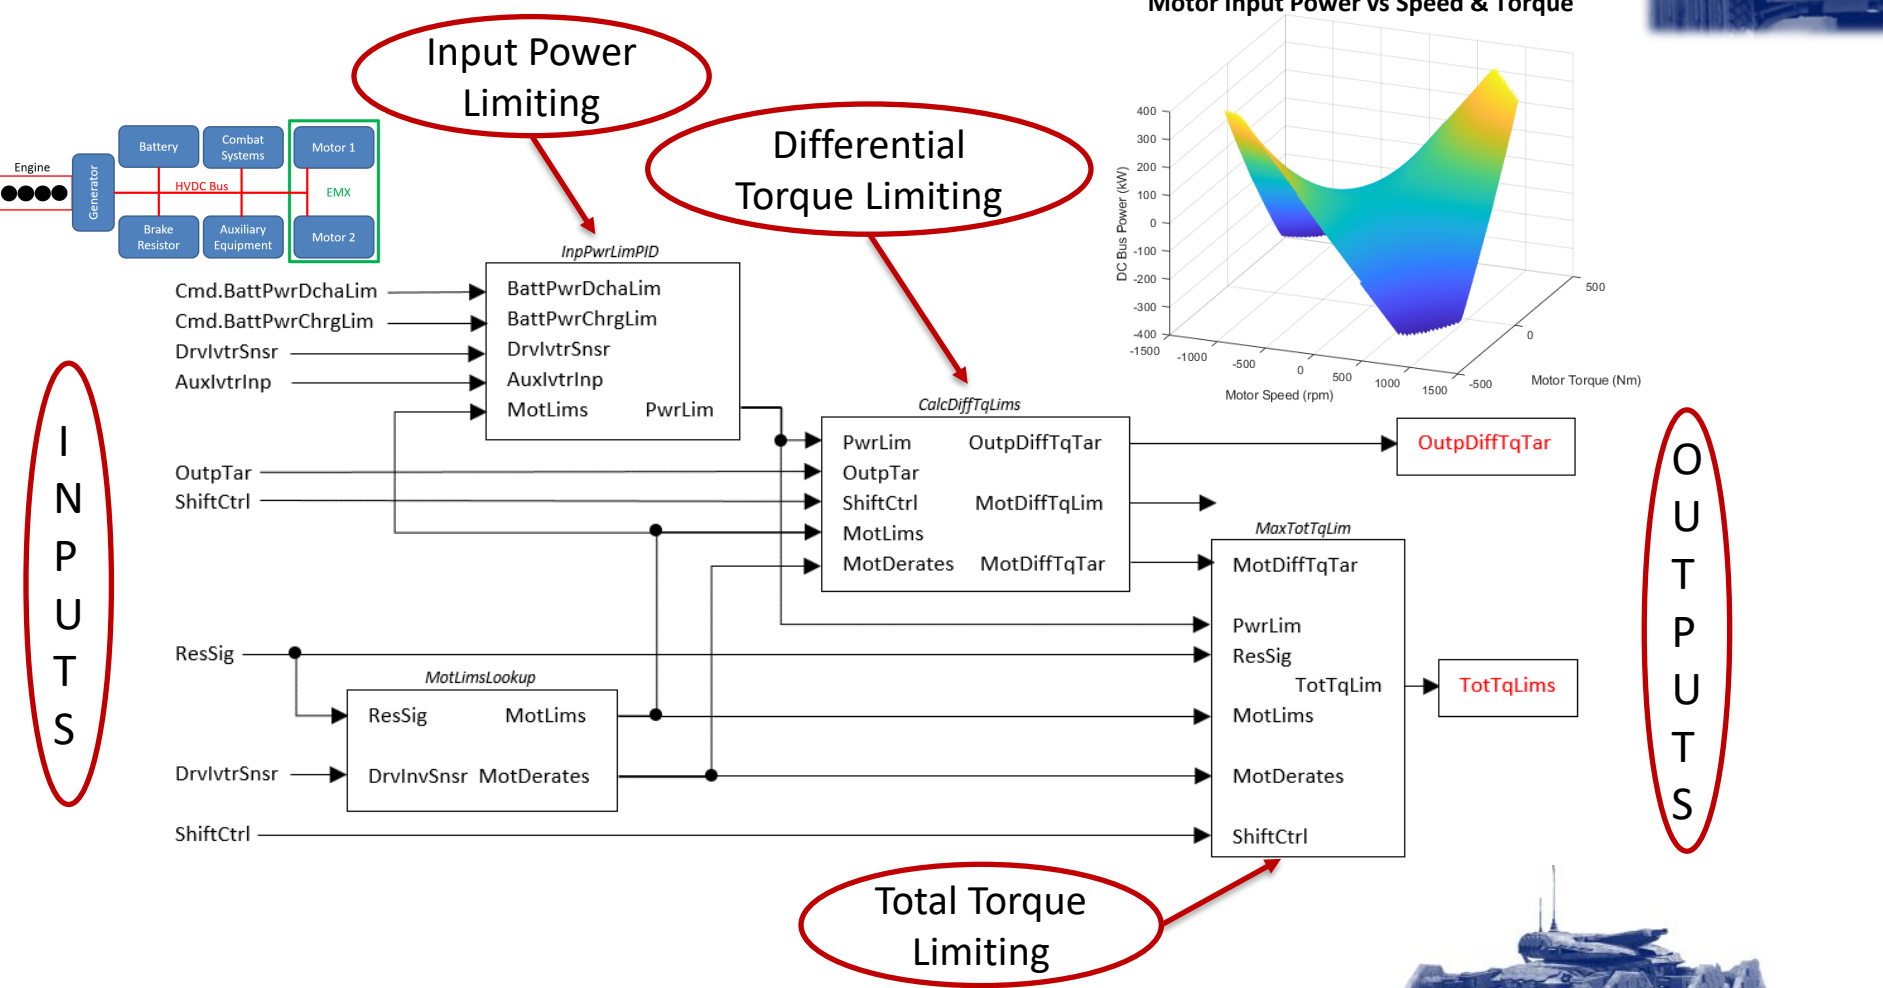 Motor Input Power vs Speed & Torque
Input Power
Limiting
Differential
Torque Limiting
Engine
Generator
Battery
Combat
Systems
Motor 1
HVDC Bus
EMX
Brake
Resistor
Auxiliary
Equipment
Motor 2
400
300
200
100
0
-100
-200
-300
-400
DC Bus Power (kW)
-1500
-1000
-500
0
500
1000
1500
Motor Speed (rpm)
-500
0
500
Motor Torque (Nm)
INPUTS
InpPwrLimPID
Cmd.BattPwrDchaLim
Cmd.BattPwrChrgLim
DrvIvtrSnsr
AuxIvtrInp
BattPwrDchaLim
BattPwrChrgLim
DrvIvtrSnsr
AuxIvtrInp
MotLims PwrLim
OutpTar
ShiftCtrl
CalcDiffTqLims
PwrLim OutpDiffTqTar
OutpTar
ShiftCtrl MotDiffTqLim
MotLims
MotDerates MotDiffTqTar
OutpDiffTqTar
ResSig
MotLimsLookup
ResSig MotLims
DrvIvtrSnsr
DrvInvSnsr MotDerates
ShiftCtrl
MaxTotTqLim
MotDiffTqTar
PwrLim
ResSig
TotTqLim
MotLims
MotDerates
ShiftCtrl
TotTqLims
OUTPUTS
Total Torque
Limiting